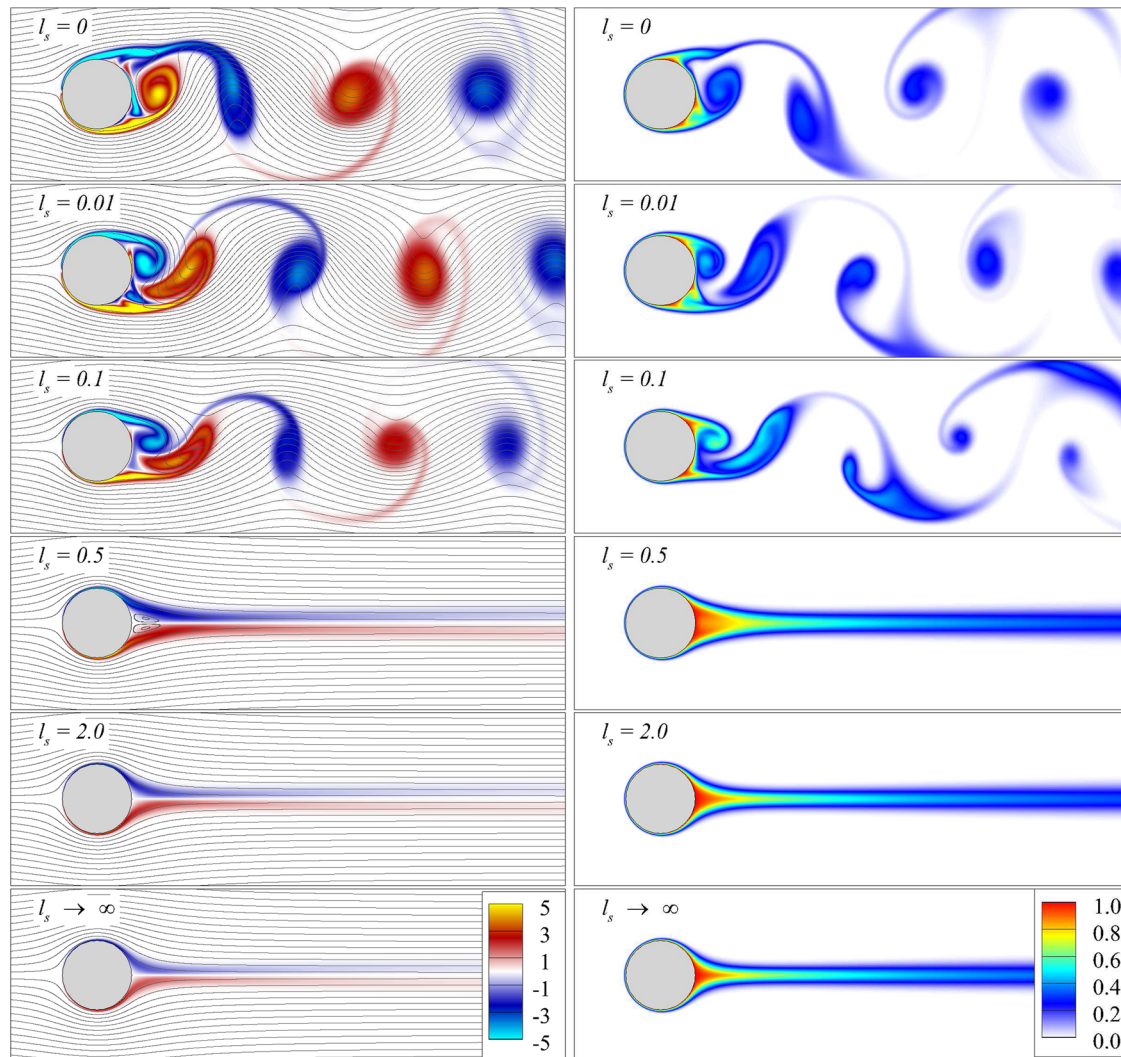 l_s = 0
l_s = 0
l_s = 0.01
l_s = 0.01
l_s = 0.1
l_s = 0.1
l_s = 0.5
l_s = 0.5
l_s = 2.0
l_s = 2.0
l_s → ∞
5
3
1
-1
-3
-5
l_s → ∞
1.0
0.8
0.6
0.4
0.2
0.0